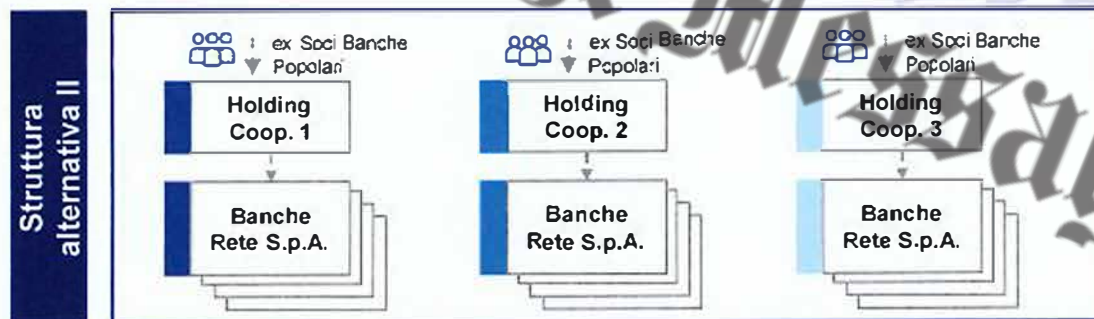 Struttura
alternativa II
ex Soci Banche
Popolari
Holding
Coop. 1
Banche
Rete S.p.A.
ex Soci Banche
Popolari
Holding
Coop. 2
Banche
Rete S.p.A.
ex Soci Banche
Popolari
Holding
Coop. 3
Banche
Rete S.p.A.